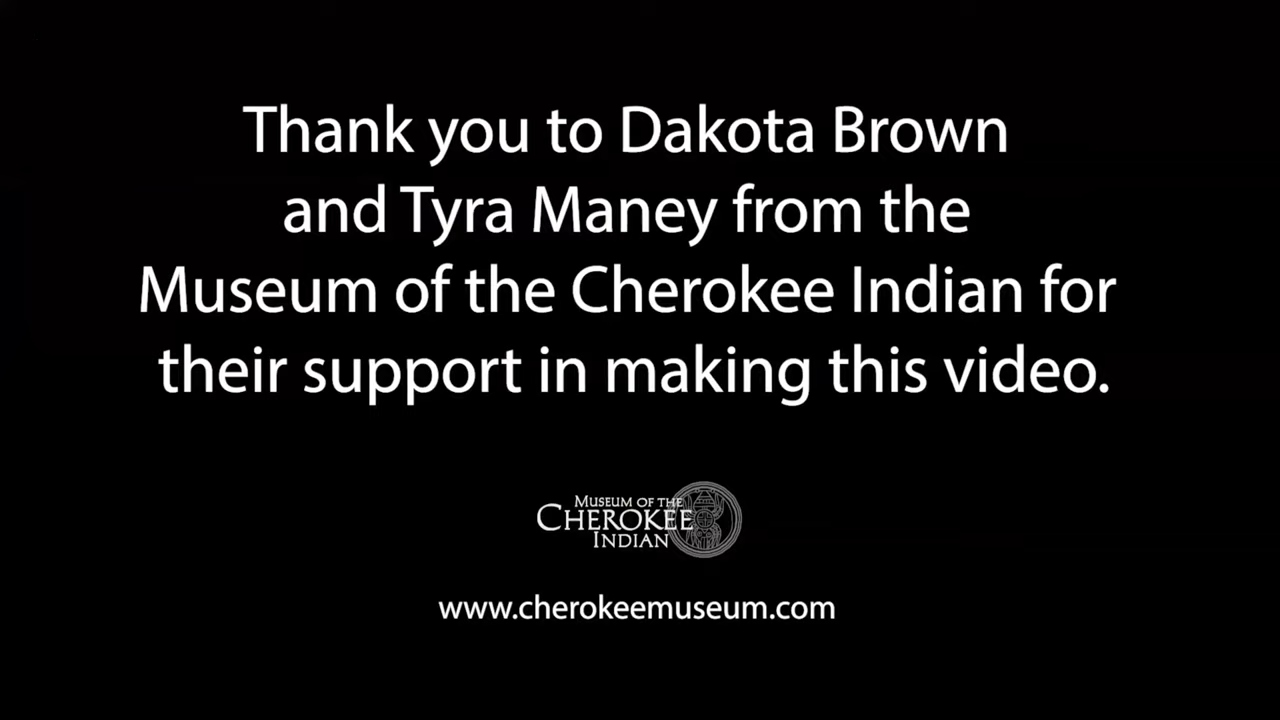 Thank you to Dakota Brown
and Tyra Maney from the
Museum of the Cherokee Indian for
their support in making this video.
MUSEUM OF THE
CHEROKEE
INDIAN
www.cherokeemuseum.com